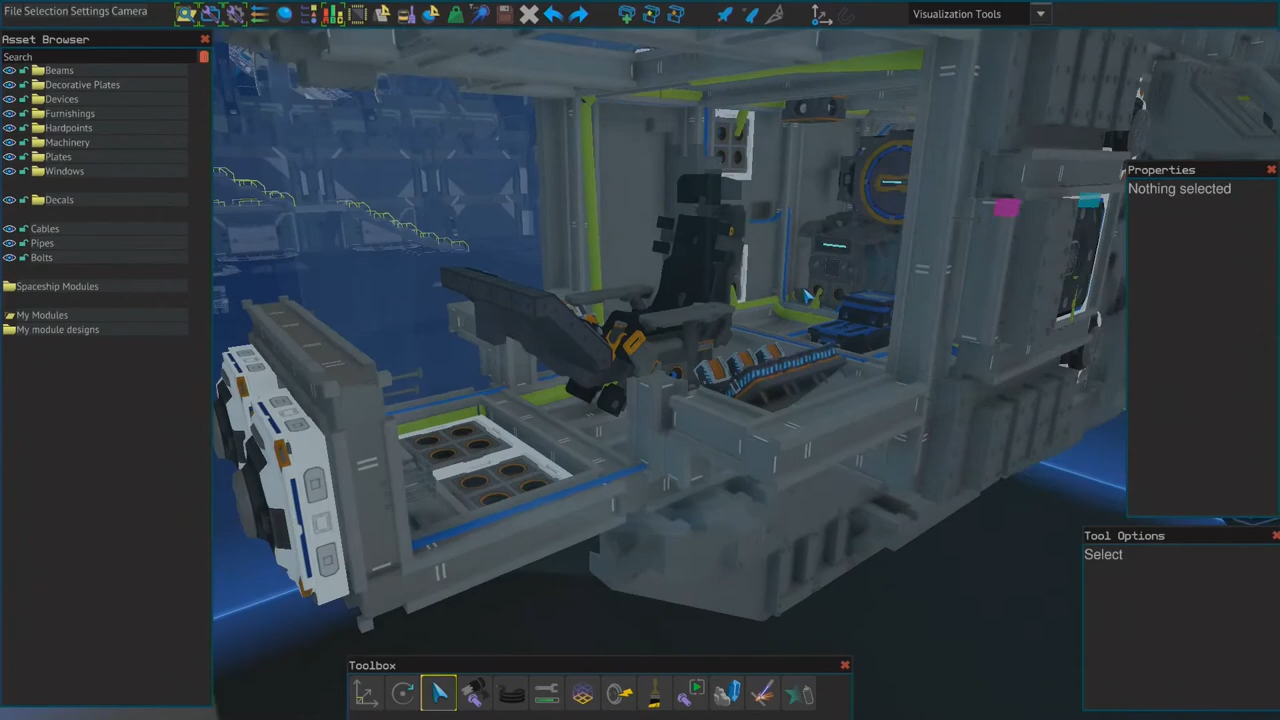 File Selection Settings Camera
Visualization Tools
Asset Browser
Search
Beams
Decorative Plates
Devices
Furnishings
Hardpoints
Machinery
Plates
Windows
Decals
Cables
Pipes
Bolts
Spaceship Modules
My Modules
My module designs
Properties
Nothing selected
Tool Options
Select
Toolbox